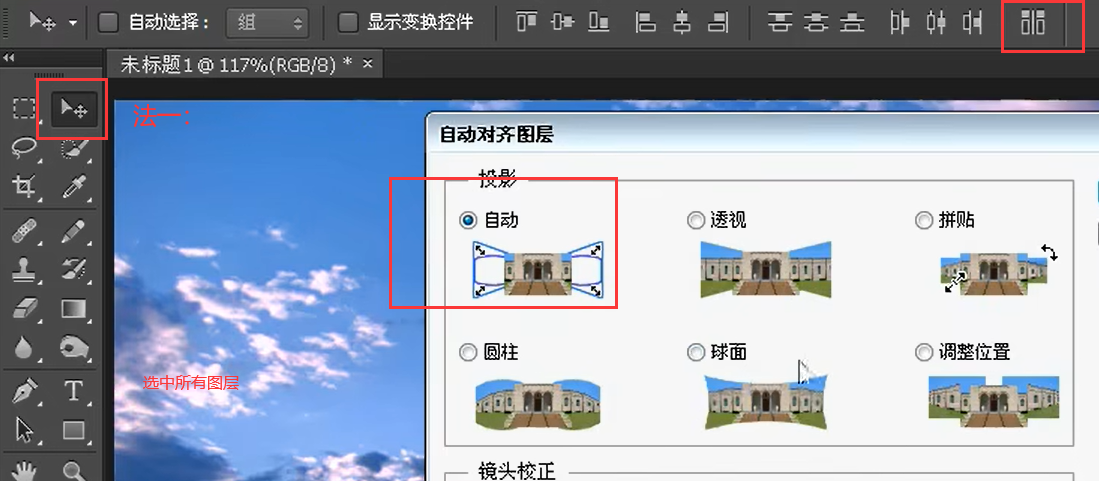 自动选择：
组
显示变换控件
未标题1 @ 117%(RGB/8) * ×
法一:
自动对齐图层
投影
自动
透视
拼贴
圆柱
球面
调整位置
选中所有图层
T
镜头校正